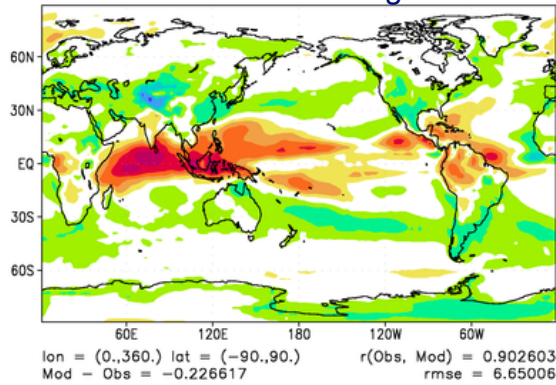 60N
30N
EQ
30S
60S
60E 120E 180 120W 60W
lon = (0.,360.) lat = (-90.,90.) r(Obs, Mod) = 0.902603
Mod - Obs = -0.226617 rmse = 6.65006